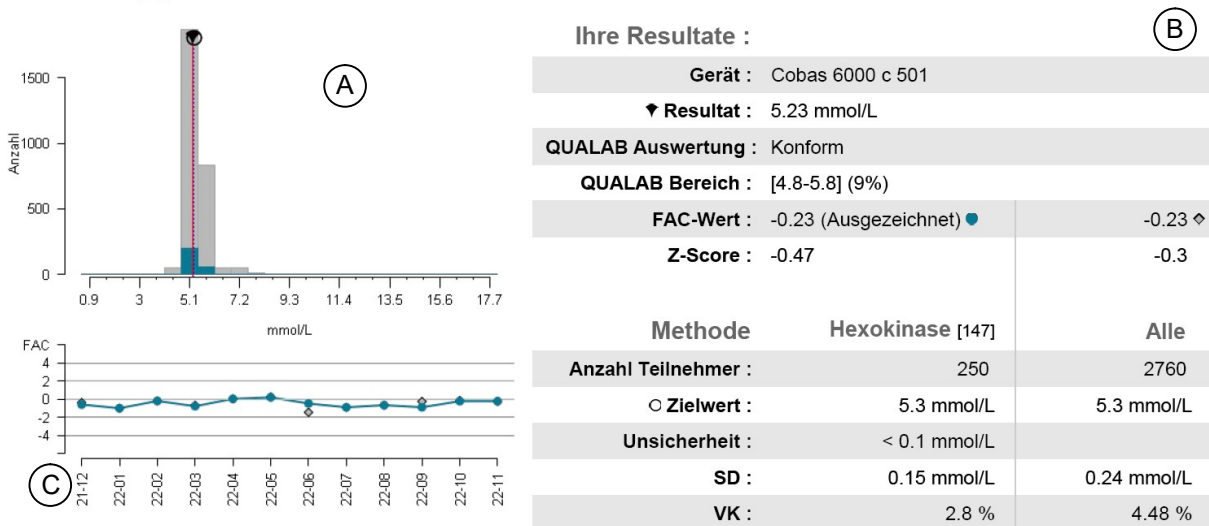 A
1500
1000
500
0
Anzahl
0.9 3 5.1 7.2 9.3 11.4 13.5 15.6 17.7
mmol/L
FAC
4
2
0
-2
-4
C
21-12 22-01 22-02 22-03 22-04 22-05 22-06 22-07 22-08 22-09 22-10 22-11
B
Ihre Resultate :
Gerät : Cobas 6000 c 501
Resultat : 5.23 mmol/L
QUALAB Auswertung : Konform
QUALAB Bereich : [4.8-5.8] (9%)
FAC-Wert : -0.23 (Ausgezeichnet) -0.23
Z-Score : -0.47 -0.3
Methode Hexokinase [147] Alle
Anzahl Teilnehmer : 250 2760
Zielwert : 5.3 mmol/L 5.3 mmol/L
Unsicherheit : < 0.1 mmol/L
SD : 0.15 mmol/L 0.24 mmol/L
VK : 2.8 % 4.48 %